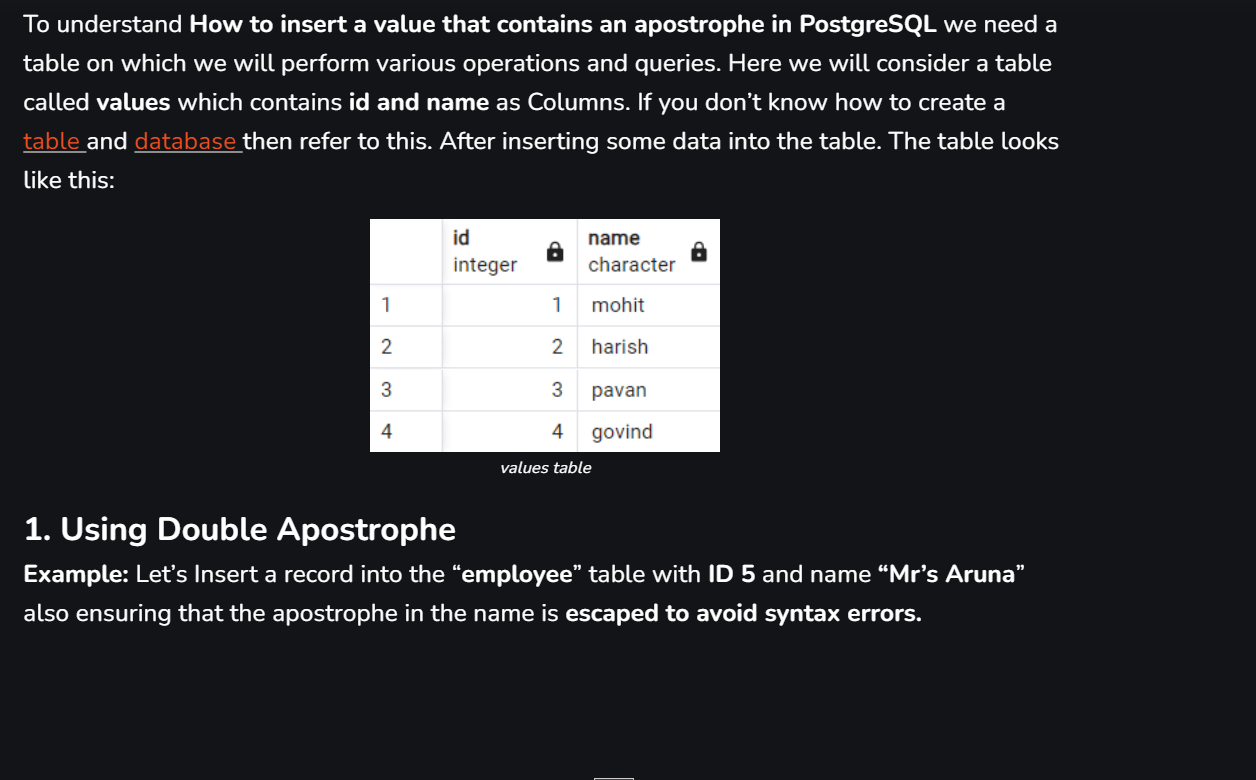 To understand How to insert a value that contains an apostrophe in PostgreSQL we need a
table on which we will perform various operations and queries. Here we will consider a table
called values which contains id and name as Columns. If you don’t know how to create a
table and database then refer to this. After inserting some data into the table. The table looks
like this:
id name
integer character
1 1 mohit
2 2 harish
3 3 pavan
4 4 govind
values table
1. Using Double Apostrophe
Example: Let’s Insert a record into the “employee” table with ID 5 and name “Mr’s Aruna”
also ensuring that the apostrophe in the name is escaped to avoid syntax errors.